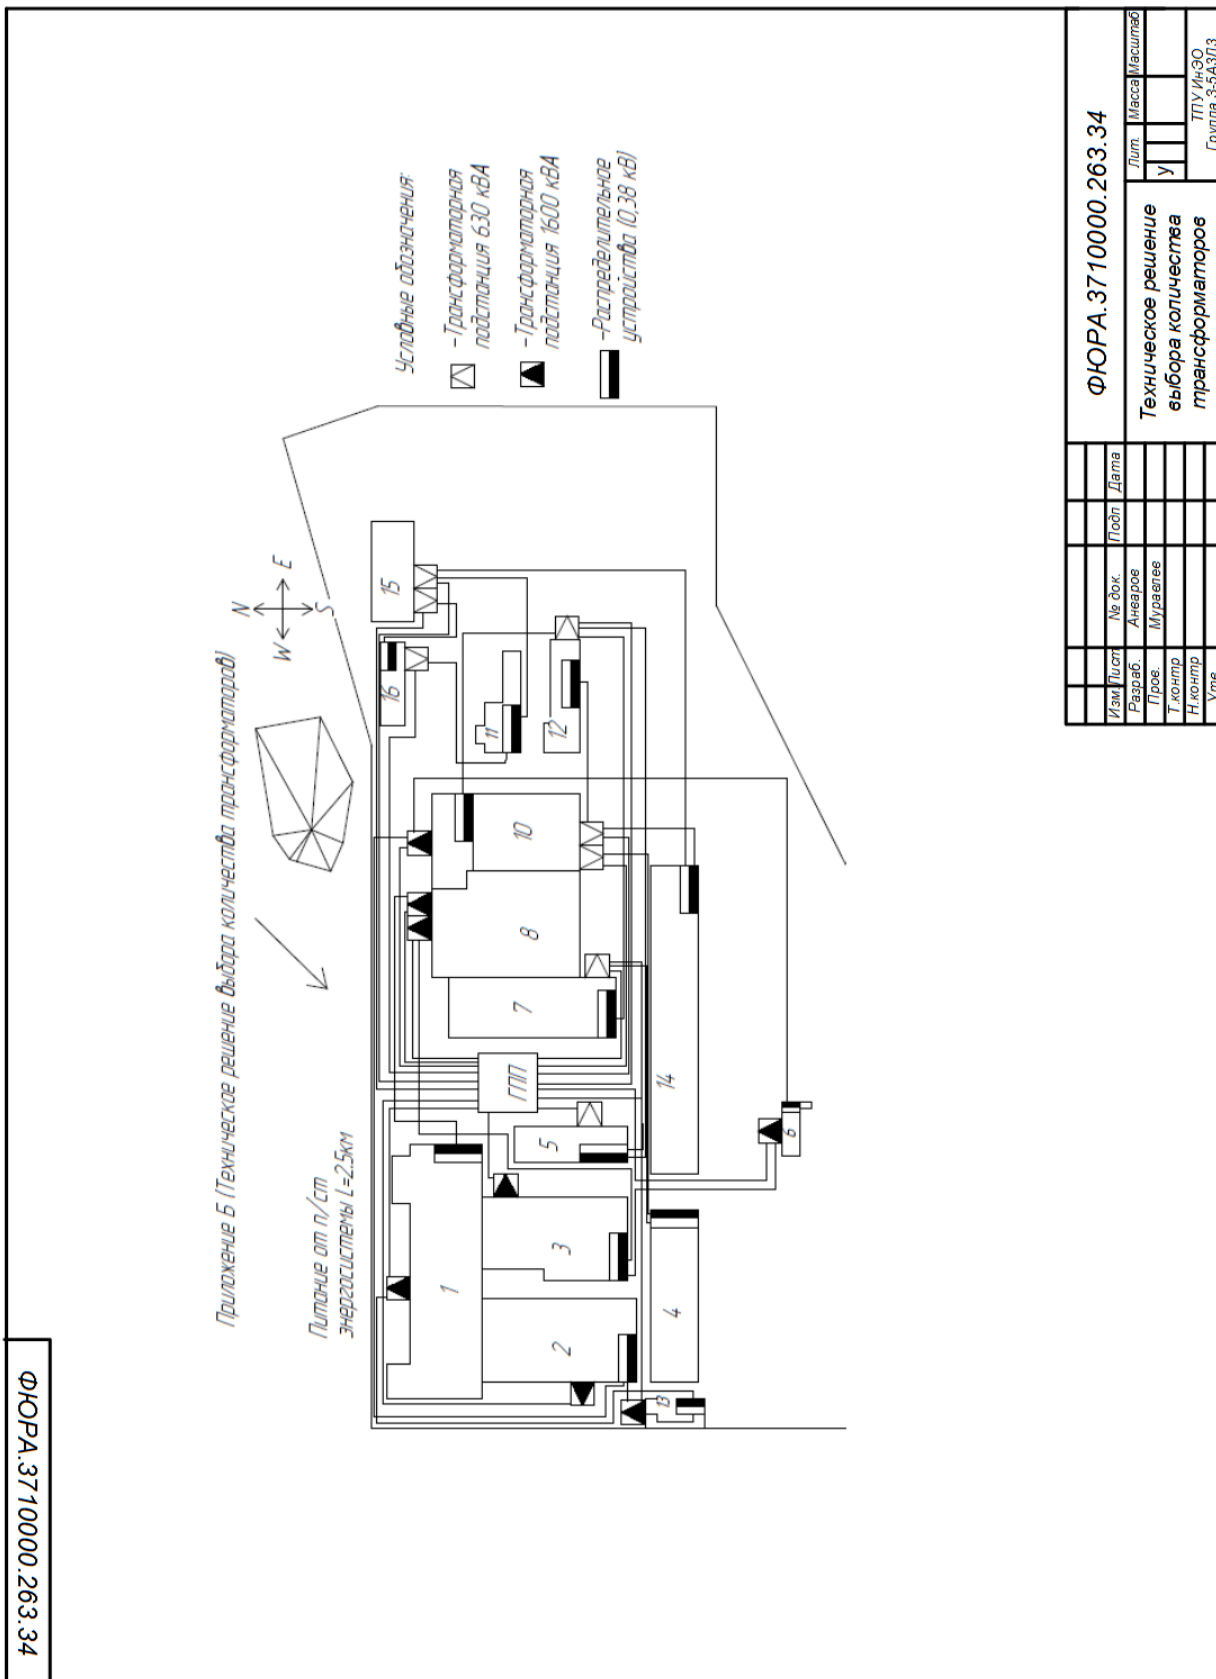 ФЮРА.3710000.263.34
Приложение Б (Техническое решение выбора количества трансформаторов)
N
W
E
S
Питание от п/ст
энергосистемы L=2.5км
Условные обозначения:
-Трансформаторная
подстанция 630 кВА
-Трансформаторная
подстанция 1600 кВА
-Распределительное
устройства (0,38 кВ)
1
2
3
4
5
6
7
8
10
11
12
13
14
15
16
ГПП
ФЮРА.3710000.263.34
Изм.
Лист
№ док.
Подп
Дата
Разраб.
Анваров
Пров.
Муравлев
Т.контр
Н.контр
Утв
Техническое решение
выбора количества
трансформаторов
Лит.
Масса
Масштаб
У
ТПУ ИнЭО
Группа З-5А3П3